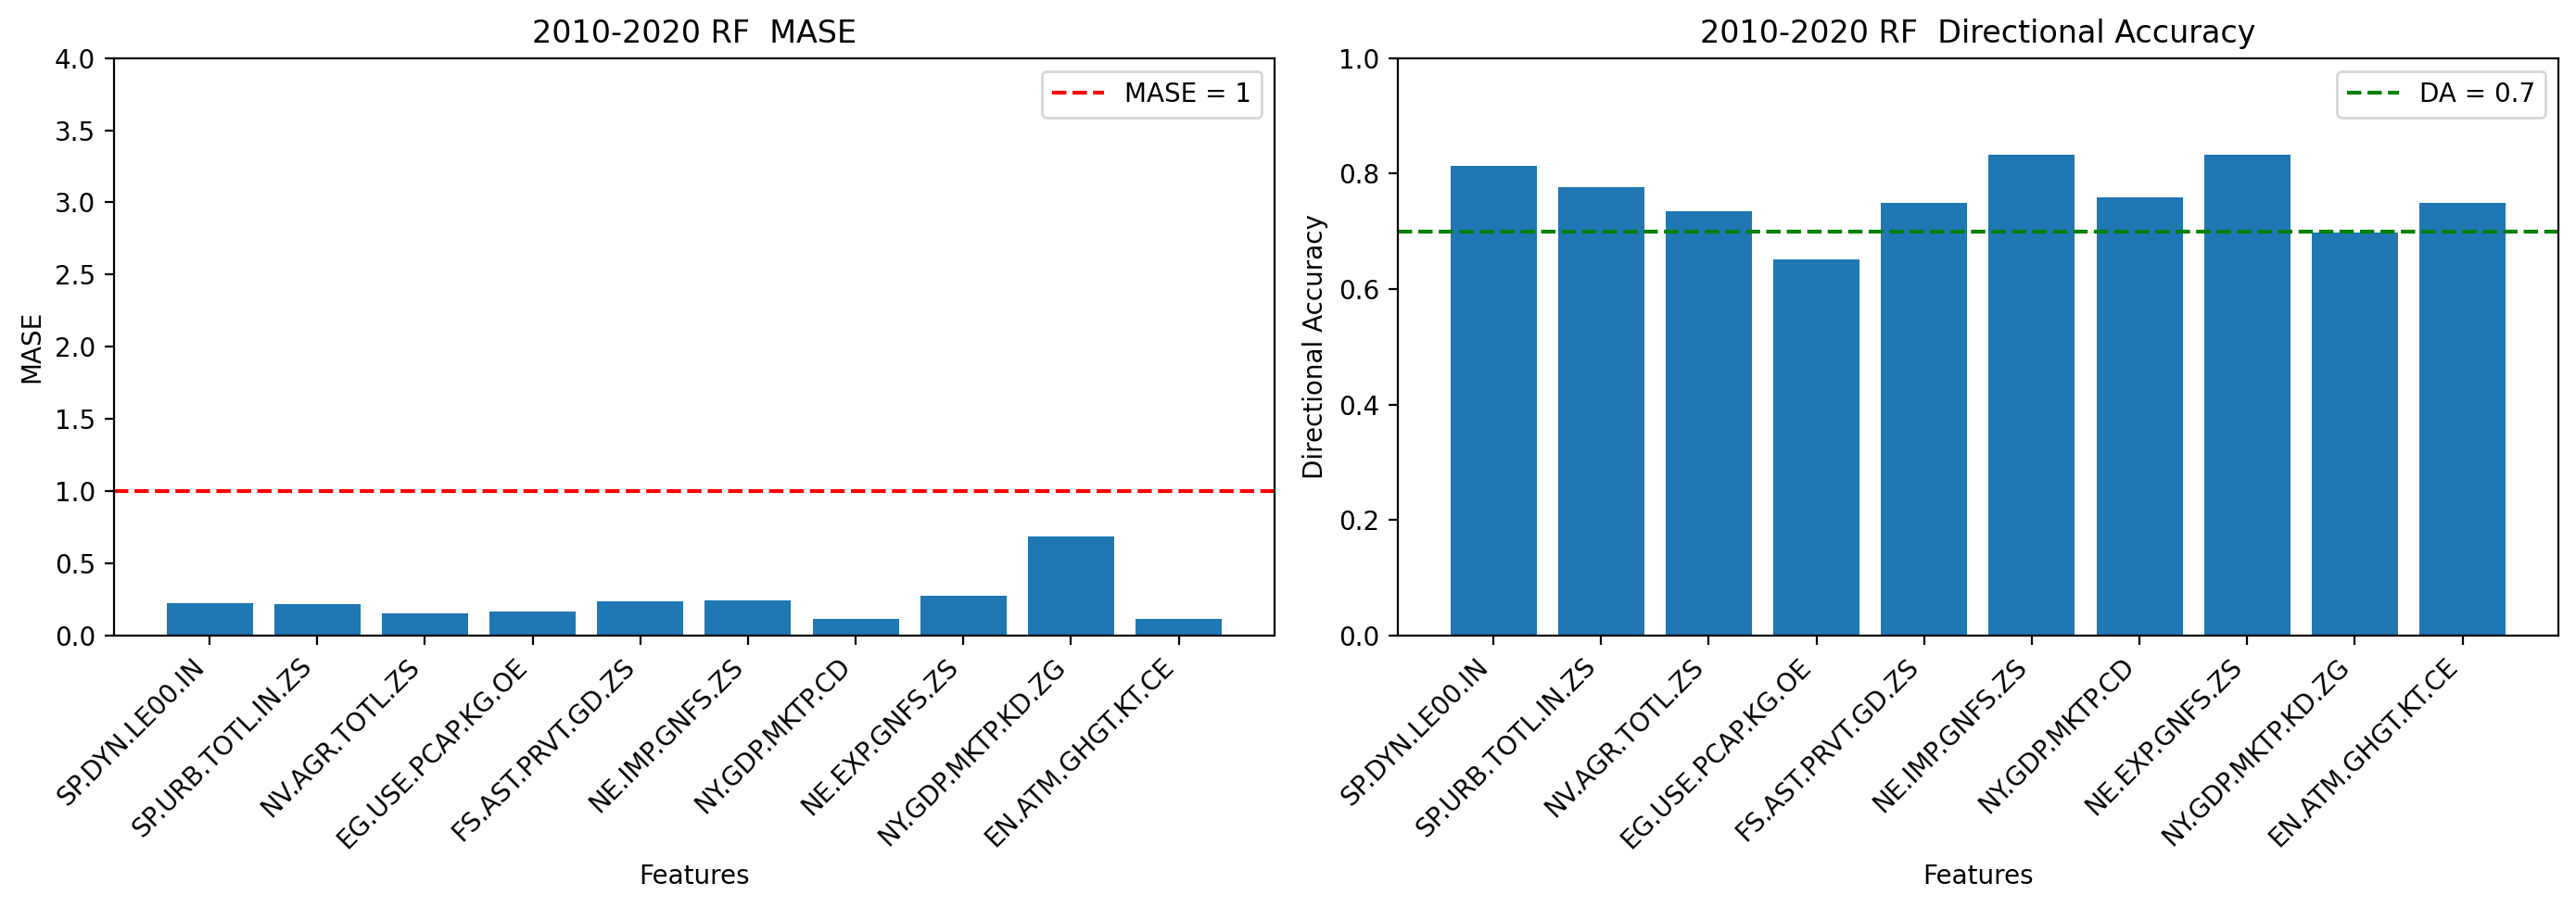 2010-2020 RF  MASE
MASE
4.0
3.5
3.0
2.5
2.0
1.5
1.0
0.5
0.0
MASE = 1
SP.DYN.LE00.IN
SP.URB.TOTL.IN.ZS
NV.AGR.TOTL.ZS
EG.USE.PCAP.KG.OE
FS.AST.PRVT.GD.ZS
NE.IMP.GNFS.ZS
NY.GDP.MKTP.CD
NE.EXP.GNFS.ZS
NY.GDP.MKTP.KD.ZG
EN.ATM.GHGT.KT.CE
Features
2010-2020 RF  Directional Accuracy
Directional Accuracy
1.0
0.8
0.6
0.4
0.2
0.0
DA = 0.7
SP.DYN.LE00.IN
SP.URB.TOTL.IN.ZS
NV.AGR.TOTL.ZS
EG.USE.PCAP.KG.OE
FS.AST.PRVT.GD.ZS
NE.IMP.GNFS.ZS
NY.GDP.MKTP.CD
NE.EXP.GNFS.ZS
NY.GDP.MKTP.KD.ZG
EN.ATM.GHGT.KT.CE
Features